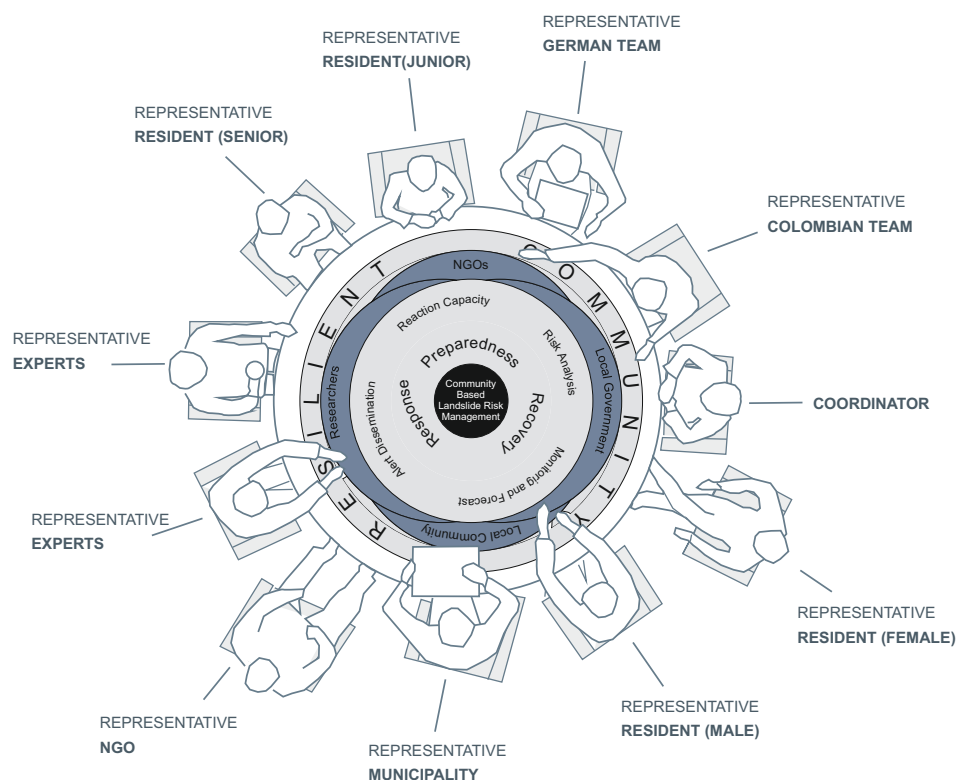 REPRESENTATIVE
GERMAN TEAM
REPRESENTATIVE
RESIDENT(JUNIOR)
REPRESENTATIVE
RESIDENT (SENIOR)
REPRESENTATIVE
COLOMBIAN TEAM
REPRESENTATIVE
EXPERTS
COORDINATOR
REPRESENTATIVE
EXPERTS
REPRESENTATIVE
RESIDENT (FEMALE)
REPRESENTATIVE
NGO
REPRESENTATIVE
RESIDENT (MALE)
REPRESENTATIVE
MUNICIPALITY
RESILIENT COMMUNITY
NGOs
Local Government
Local Community
Researchers
Reaction Capacity
Risk Analysis
Monitoring and Forecast
Alert Dissemination
Preparedness
Recovery
Response
Community
Based
Landslide Risk
Management